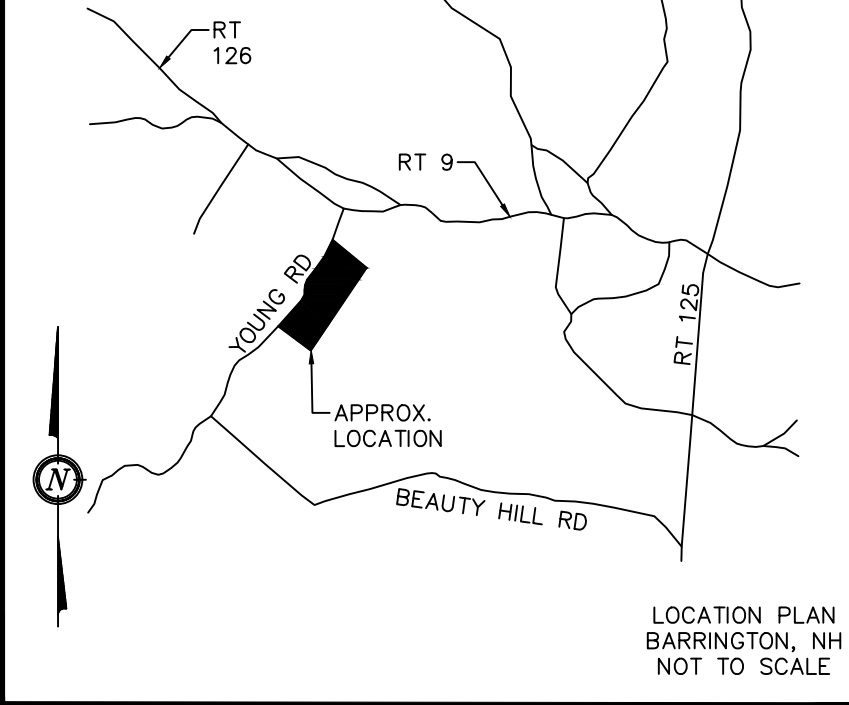 RT
126
RT 9
YOUNG RD
RT 125
APPROX.
LOCATION
N
BEAUTY HILL RD
LOCATION PLAN
BARRINGTON, NH
NOT TO SCALE